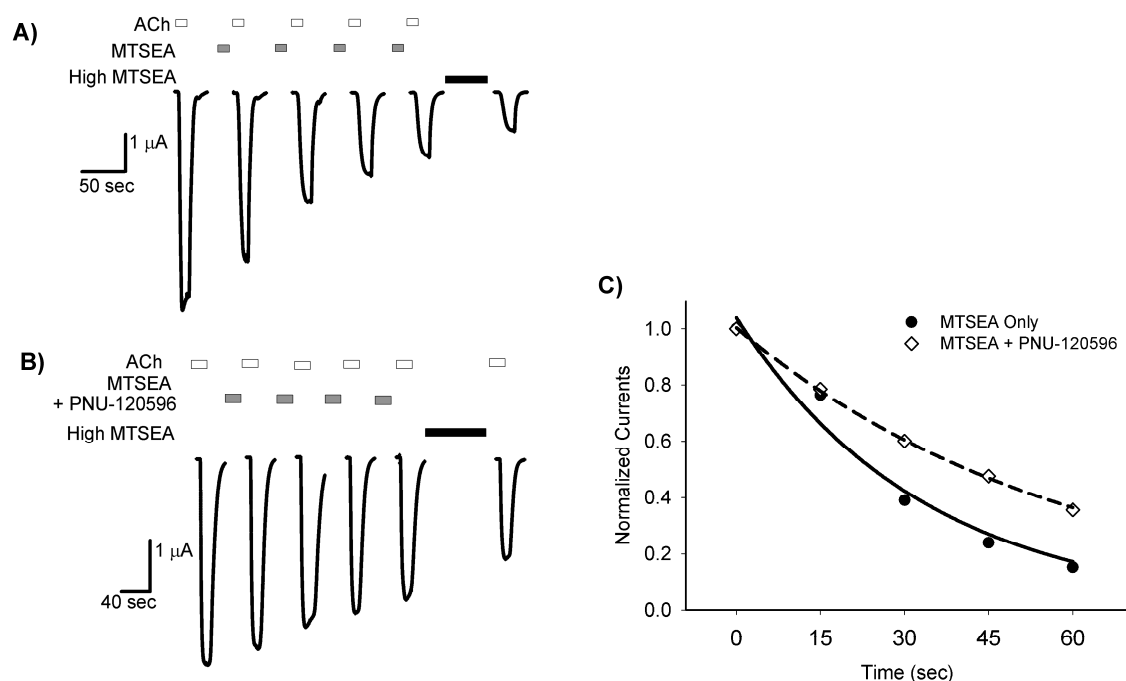 A)
ACh
MTSEA
High MTSEA
1 μA
50 sec
B)
ACh
MTSEA
+ PNU-120596
High MTSEA
1 μA
40 sec
C)
MTSEA Only
MTSEA + PNU-120596
Normalized Currents
1.0
0.8
0.6
0.4
0.2
0.0
0 15 30 45 60
Time (sec)